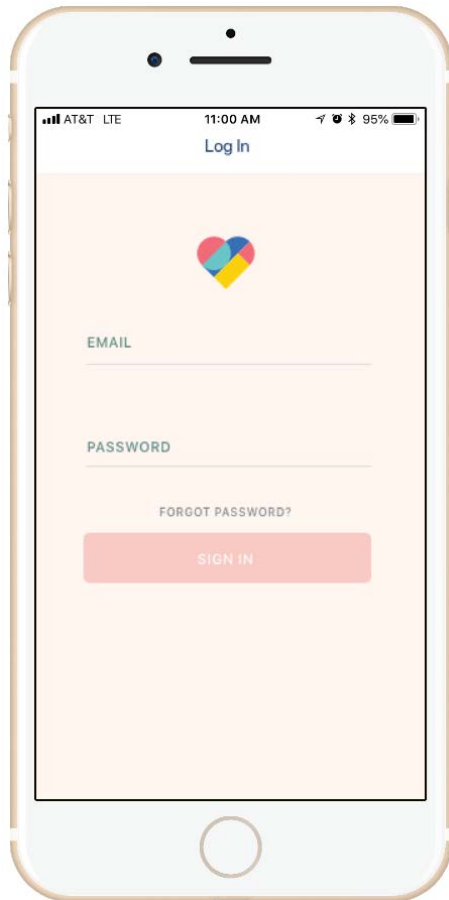 AT&T LTE 11:00 AM 95%
Log In
EMAIL
PASSWORD
FORGOT PASSWORD?
SIGN IN